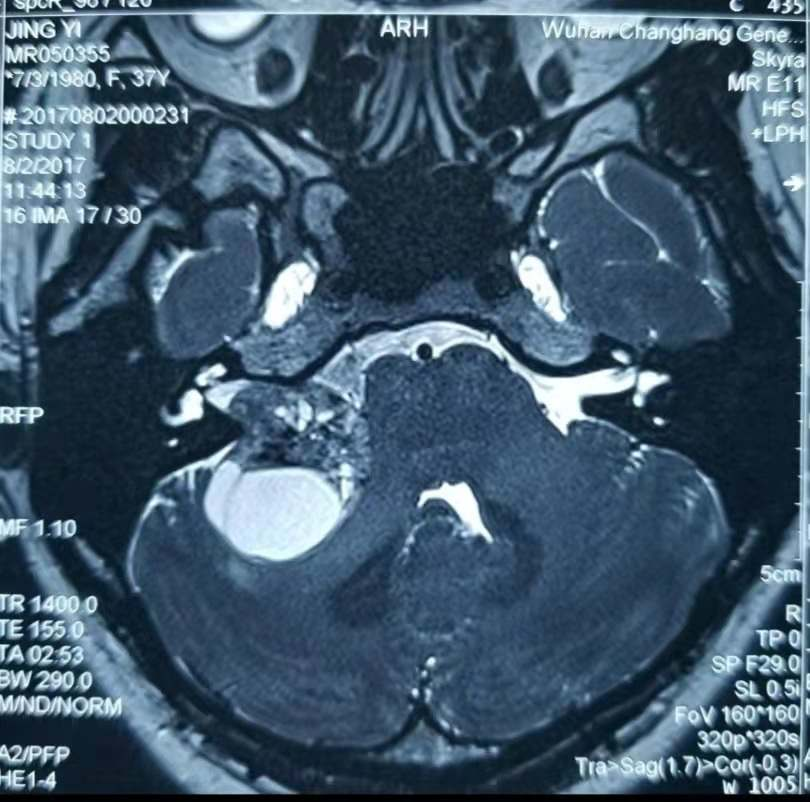 ARH
JING YI
MR050355
*7/3/1980, F, 37Y
# 20170802000231
STUDY 1
8/2/2017
11:44:13
16 IMA 17 / 30
C 435
Wuhan Changhang Gene...
Skyra
MR E11
HFS
+LPH
RFP
MF 1.10
TR 1400.0
TE 155.0
TA 02:53
BW 290.0
M/ND/NORM
A2/PFP
HE1-4
5cm
R
TP 0
SP F29.0
SL 0.5i
FoV 160*160
320p*320s
Tra>Sag(1.7)>Cor(-0.3)
W 1005